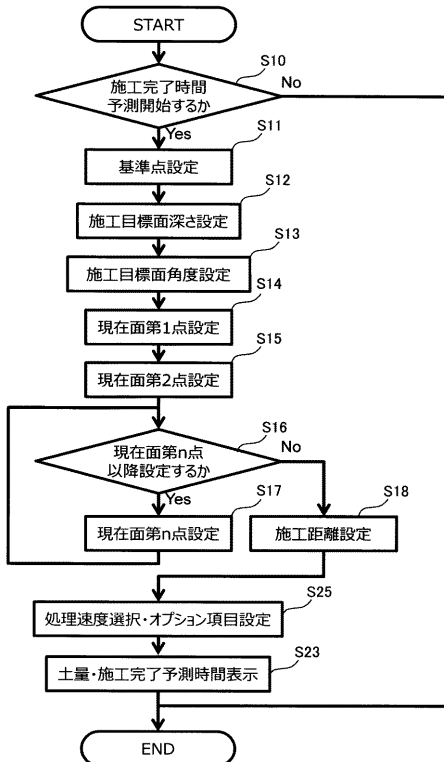 START
S10
施工完了時間
予測開始するか
No
Yes
S11
基準点設定
S12
施工目標面深さ設定
S13
施工目標面角度設定
S14
現在面第1点設定
S15
現在面第2点設定
S16
現在面第n点
以降設定するか
No
Yes
S17
現在面第n点設定
S18
施工距離設定
S25
処理速度選択・オプション項目設定
S23
土量・施工完了予測時間表示
END